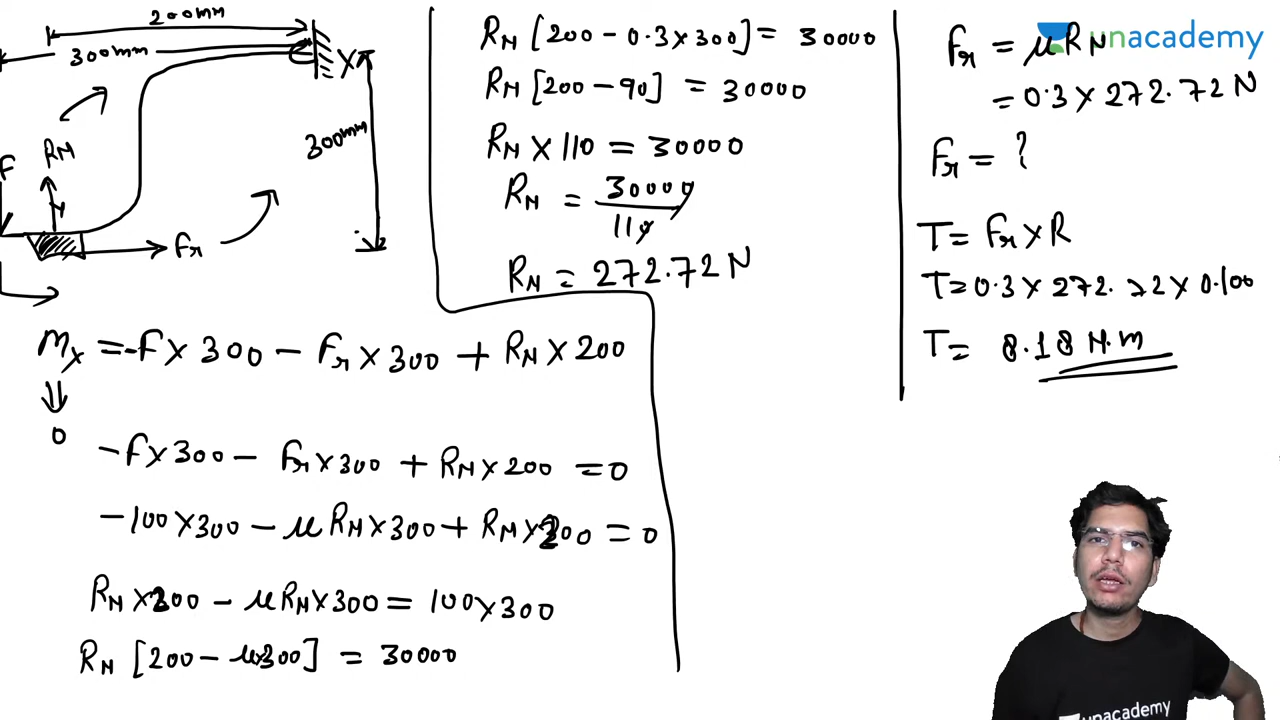 200mm
300mm
X
300mm
F
RN
Fr
Mx = -F X 300 - Fr X 300 + RN X 200
0
-F X 300 - Fr X 300 + RN X 200 = 0
-100 X 300 - μ RN X 300 + RN X 200 = 0
RN X 200 - μ RN X 300 = 100 X 300
RN [200 - μ X 300] = 30000
RN [200 - 0.3 X 300] = 30000
RN [200 - 90] = 30000
RN X 110 = 30000
RN = 30000 / 110
RN = 272.72 N
unacademy
Fr = μ RN
= 0.3 X 272.72 N
Fr = ?
T = Fr X R
T = 0.3 X 272.72 X 0.100
T = 8.18 N.m
unacademy